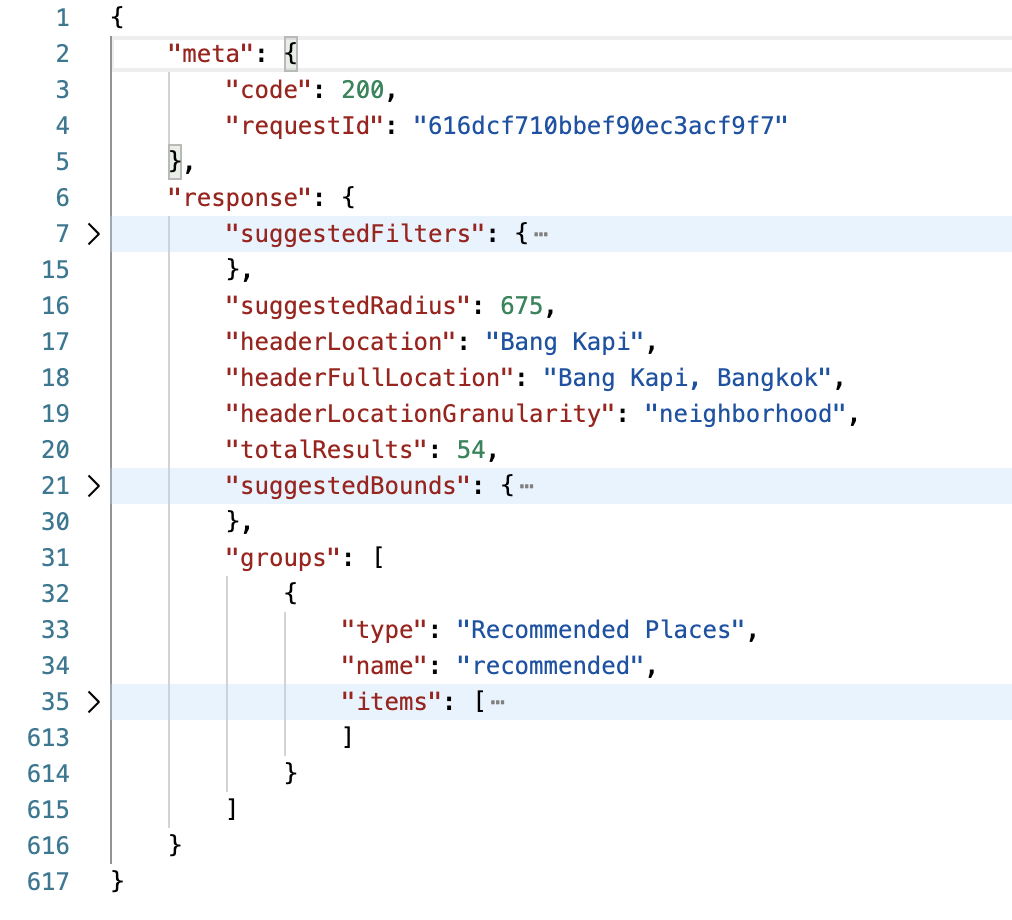 1 {
2 "meta": {
3 "code": 200,
4 "requestId": "616dcf710bbef90ec3acf9f7"
5 },
6 "response": {
7 "suggestedFilters": { ⋯
15 },
16 "suggestedRadius": 675,
17 "headerLocation": "Bang Kapi",
18 "headerFullLocation": "Bang Kapi, Bangkok",
19 "headerLocationGranularity": "neighborhood",
20 "totalResults": 54,
21 "suggestedBounds": { ⋯
30 },
31 "groups": [
32 {
33 "type": "Recommended Places",
34 "name": "recommended",
35 "items": [ ⋯
613 ]
614 }
615 ]
616 }
617 }